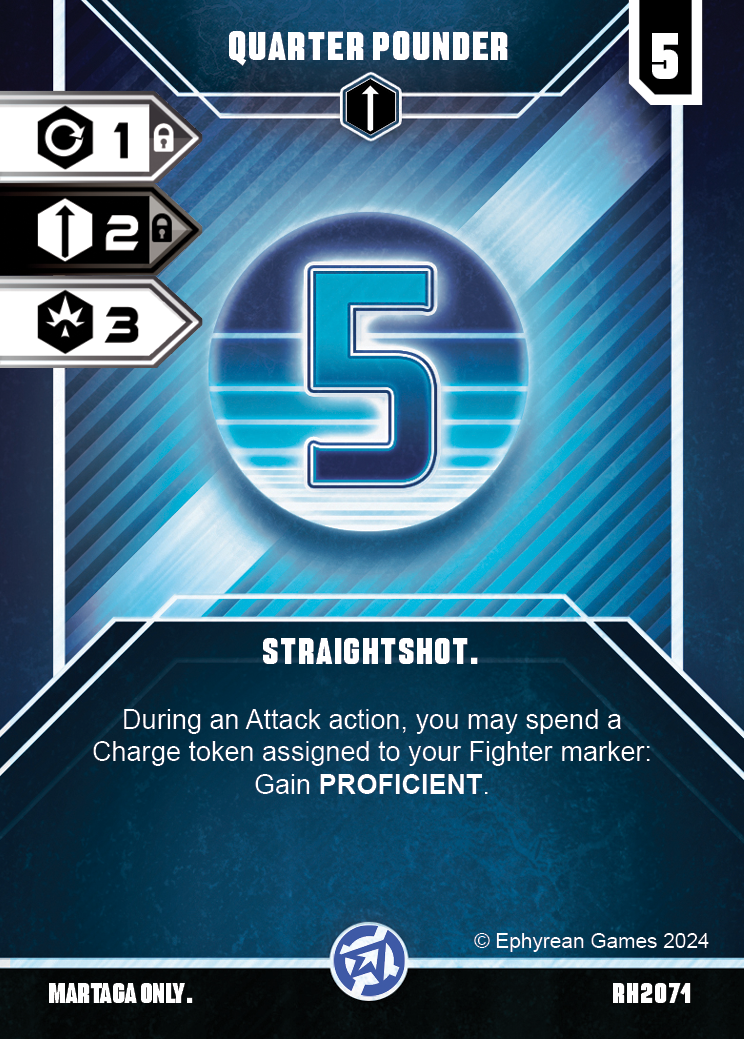 QUARTER POUNDER
5
1
2
3
5
STRAIGHTSHOT.
During an Attack action, you may spend a
Charge token assigned to your Fighter marker:
Gain PROFICIENT.
© Ephyrean Games 2024
MARTAGA ONLY.
RH2071